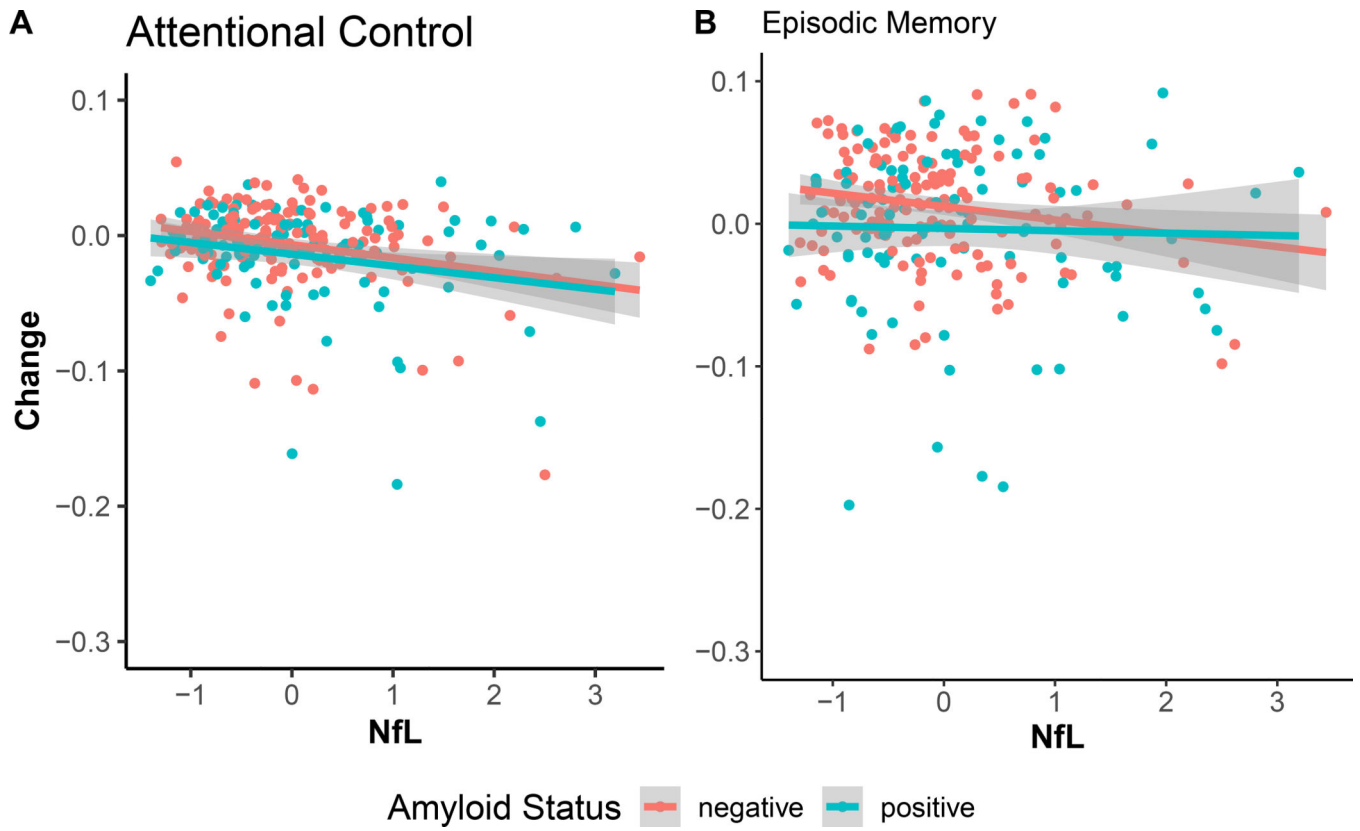 A Attentional Control
B Episodic Memory
Change
0.1
0.0
−0.1
−0.2
−0.3
−1 0 1 2 3
NfL
0.1
0.0
−0.1
−0.2
−0.3
−1 0 1 2 3
NfL
Amyloid Status negative positive